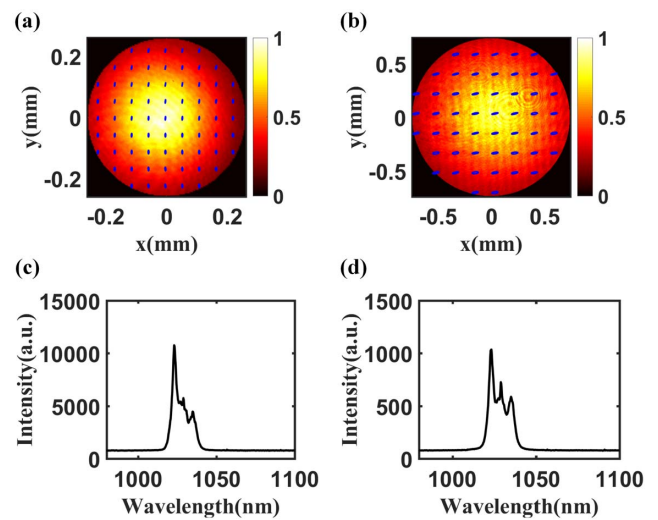 (a)
(b)
0.2
0
-0.2
y(mm)
-0.2 0 0.2
x(mm)
1
0.5
0
0.5
0
-0.5
y(mm)
-0.5 0 0.5
x(mm)
1
0.5
0
(c)
(d)
15000
10000
5000
0
Intensity(a.u.)
1000 1050 1100
Wavelength(nm)
1500
1000
500
0
Intensity(a.u.)
1000 1050 1100
Wavelength(nm)